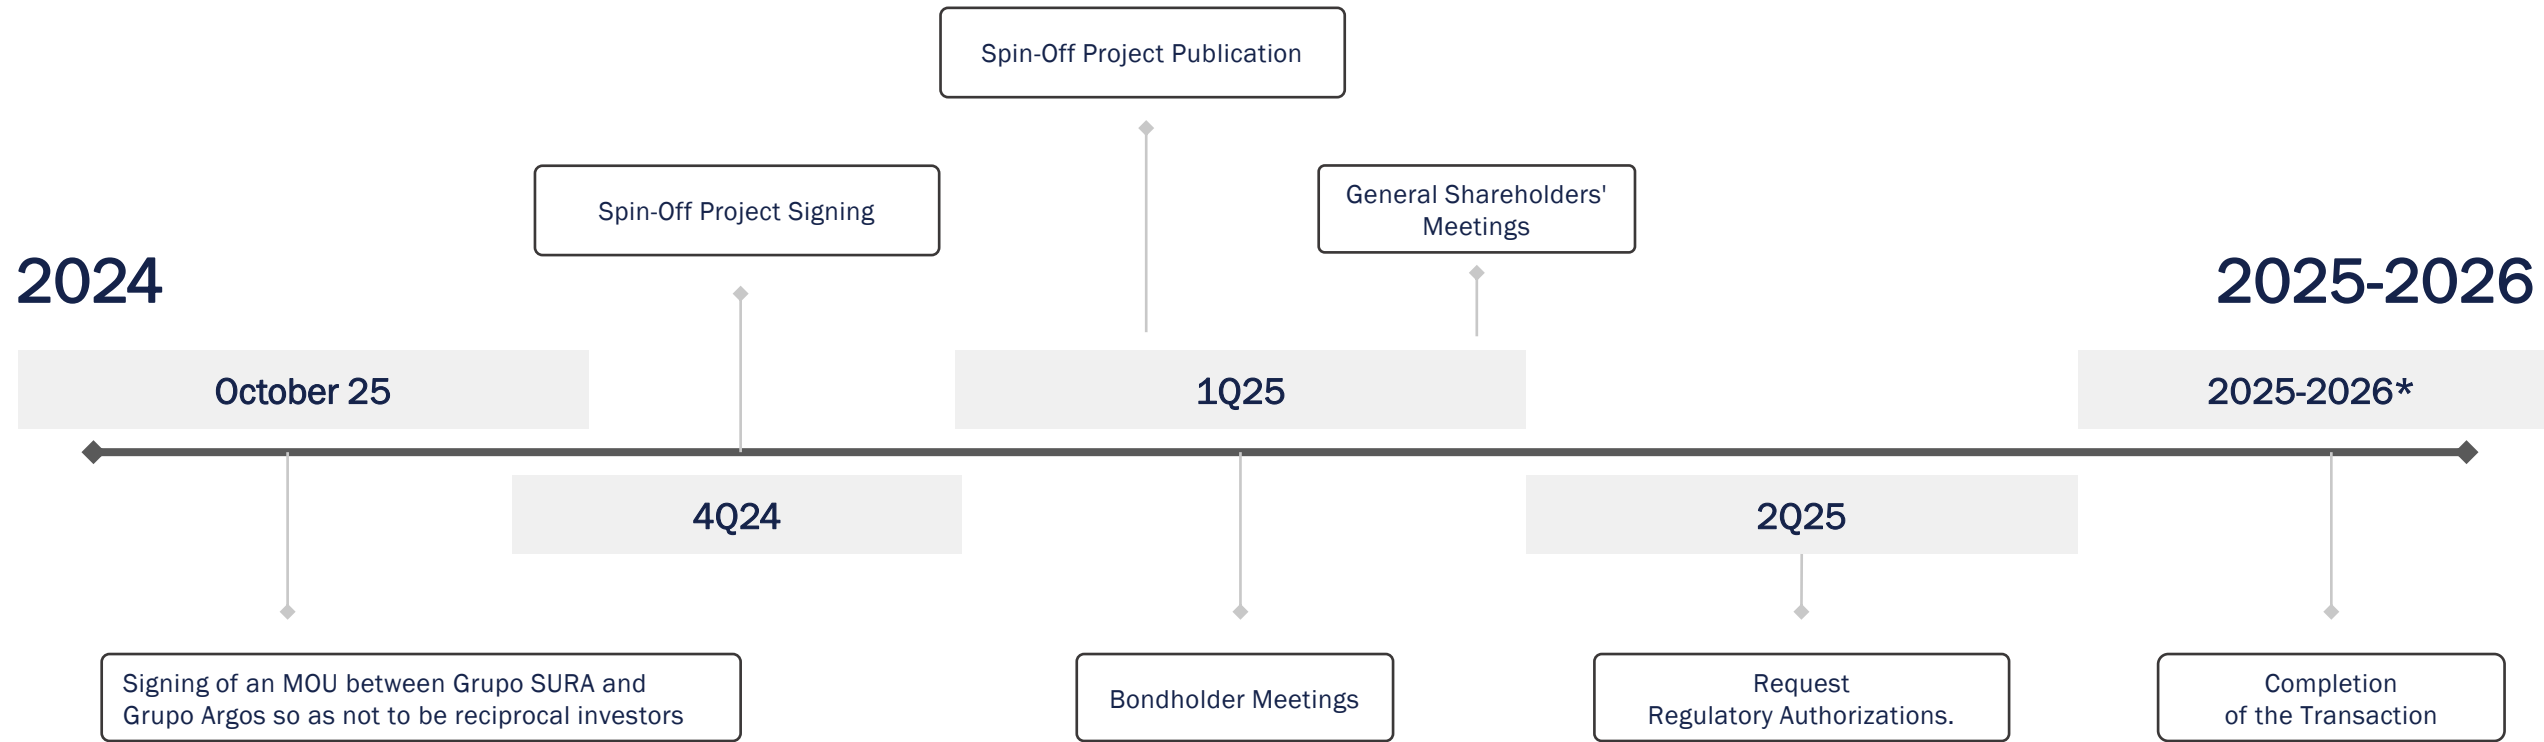 Spin-Off Project Publication
Spin-Off Project Signing
General Shareholders'
Meetings
2024
2025-2026
October 25
1Q25
2025-2026*
4Q24
2Q25
Signing of an MOU between Grupo SURA and
Grupo Argos so as not to be reciprocal investors
Bondholder Meetings
Request
Regulatory Authorizations.
Completion
of the Transaction